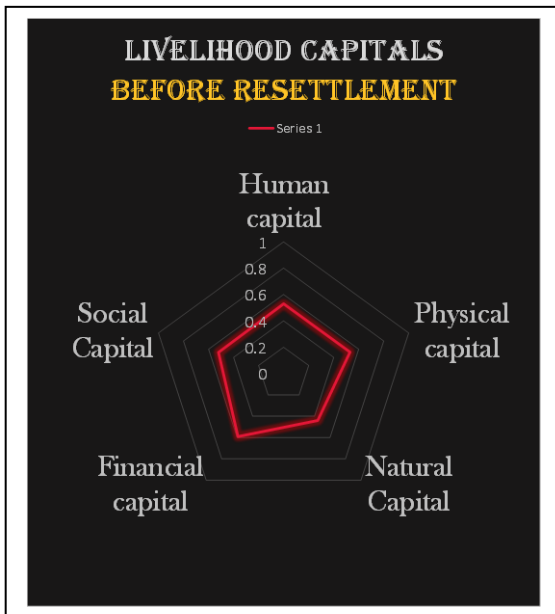 LIVELIHOOD CAPITALS
BEFORE RESETTLEMENT
Series 1
Human
capital
1
0.8
0.6
0.4
0.2
0
Social
Capital
Physical
capital
Financial
capital
Natural
Capital